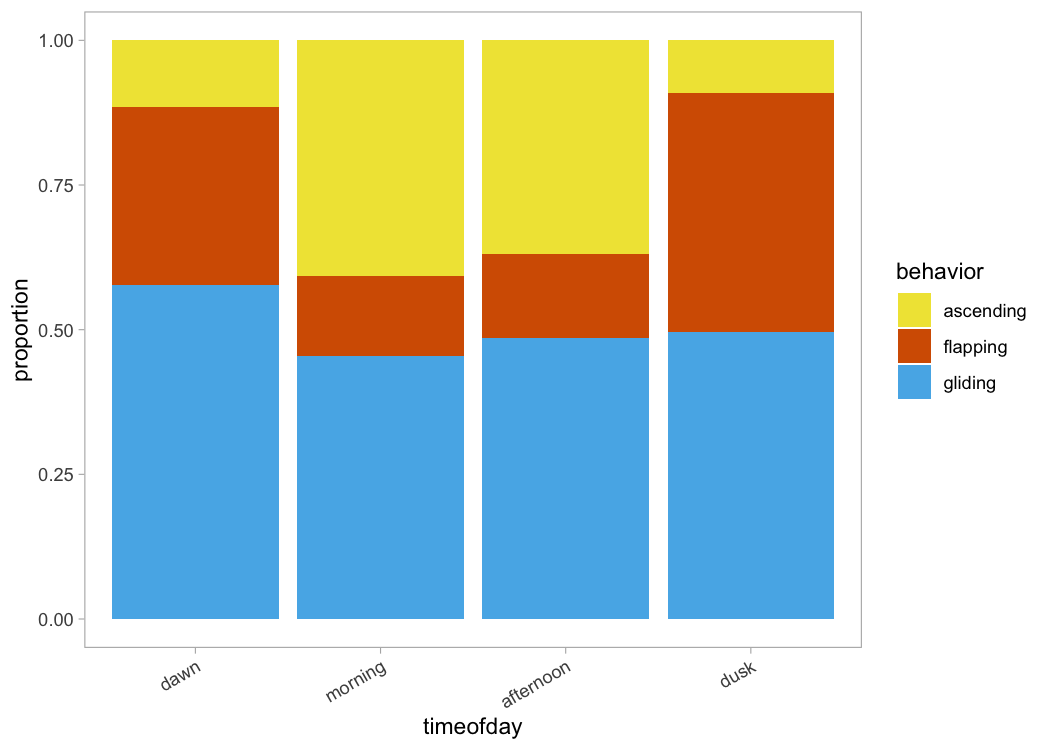 1.00
0.75
0.50
0.25
0.00
proportion
dawn
morning
afternoon
dusk
timeofday
behavior
ascending
flapping
gliding